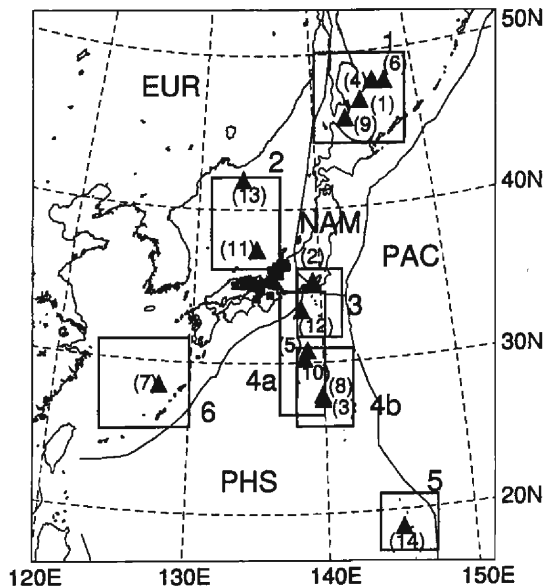 50N
1
(4)
6
(1)
(9)
EUR
2
40N
(13)
NAM
(11)
(2)
PAC
3
(12)
5
30N
(7)
4a
10
(8)
(3)
4b
6
PHS
5
20N
(14)
120E
130E
140E
150E